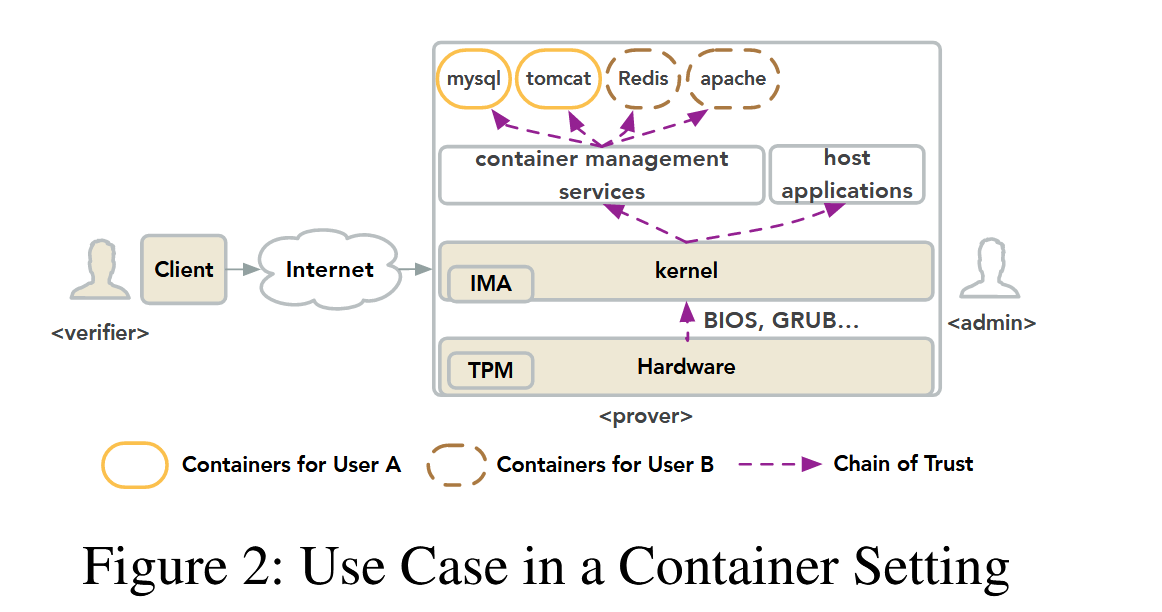 mysql tomcat Redis apache
container management
services
host
applications
Client
Internet
IMA
kernel
<verifier>
BIOS, GRUB...
<admin>
TPM
Hardware
<prover>
Containers for User A
Containers for User B
Chain of Trust
Figure 2: Use Case in a Container Setting